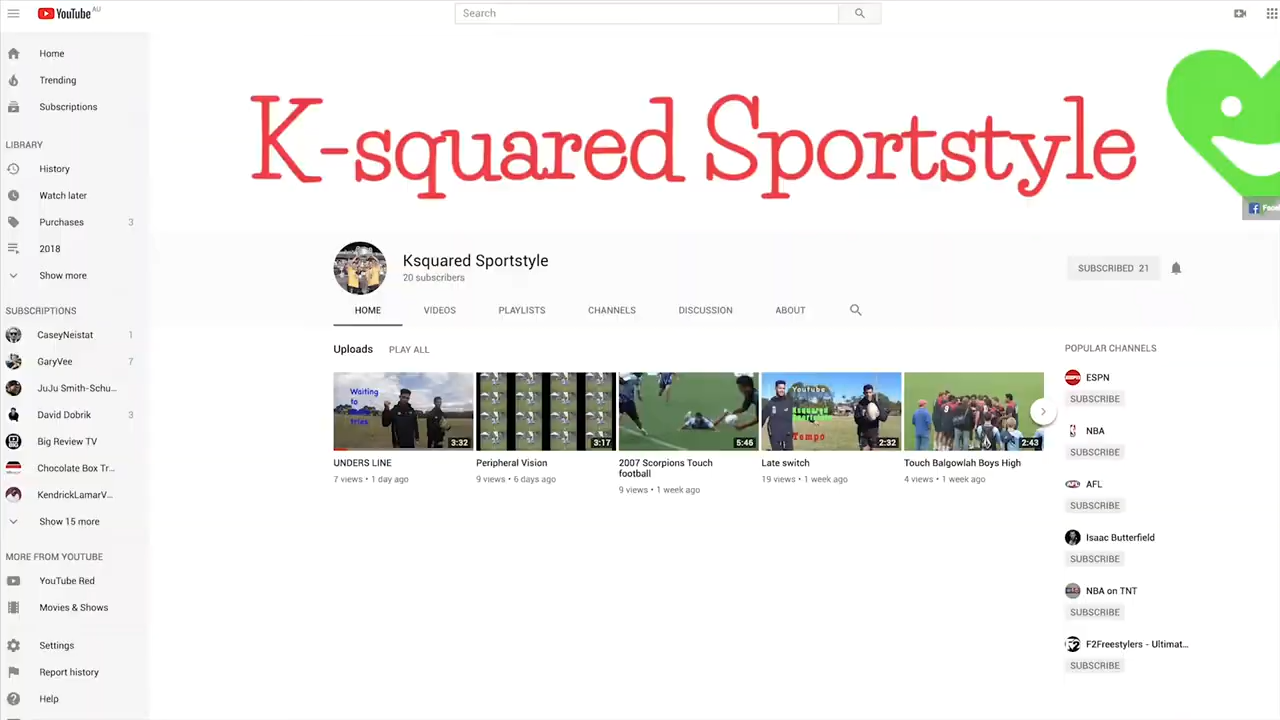 YouTube AU
Search
Home
Trending
Subscriptions
LIBRARY
History
Watch later
Purchases 3
2018
Show more
SUBSCRIPTIONS
CaseyNeistat 1
GaryVee 7
JuJu Smith-Schu...
David Dobrik 3
Big Review TV
Chocolate Box Tr...
KendrickLamarV...
Show 15 more
MORE FROM YOUTUBE
YouTube Red
Movies & Shows
Settings
Report history
Help
K-squared Sportstyle
Ksquared Sportstyle
20 subscribers
SUBSCRIBED 21
HOME VIDEOS PLAYLISTS CHANNELS DISCUSSION ABOUT
Uploads PLAY ALL
Waiting
to
tries
3:32
UNDERS LINE
7 views • 1 day ago
3:17
Peripheral Vision
9 views • 6 days ago
5:46
2007 Scorpions Touch
football
9 views • 1 week ago
Youtube
Ksquared
Sportstyle
Tempo
2:32
Late switch
19 views • 1 week ago
2:43
Touch Balgowlah Boys High
4 views • 1 week ago
POPULAR CHANNELS
ESPN
SUBSCRIBE
NBA
SUBSCRIBE
AFL
SUBSCRIBE
Isaac Butterfield
SUBSCRIBE
NBA on TNT
SUBSCRIBE
F2Freestylers - Ultimat...
SUBSCRIBE